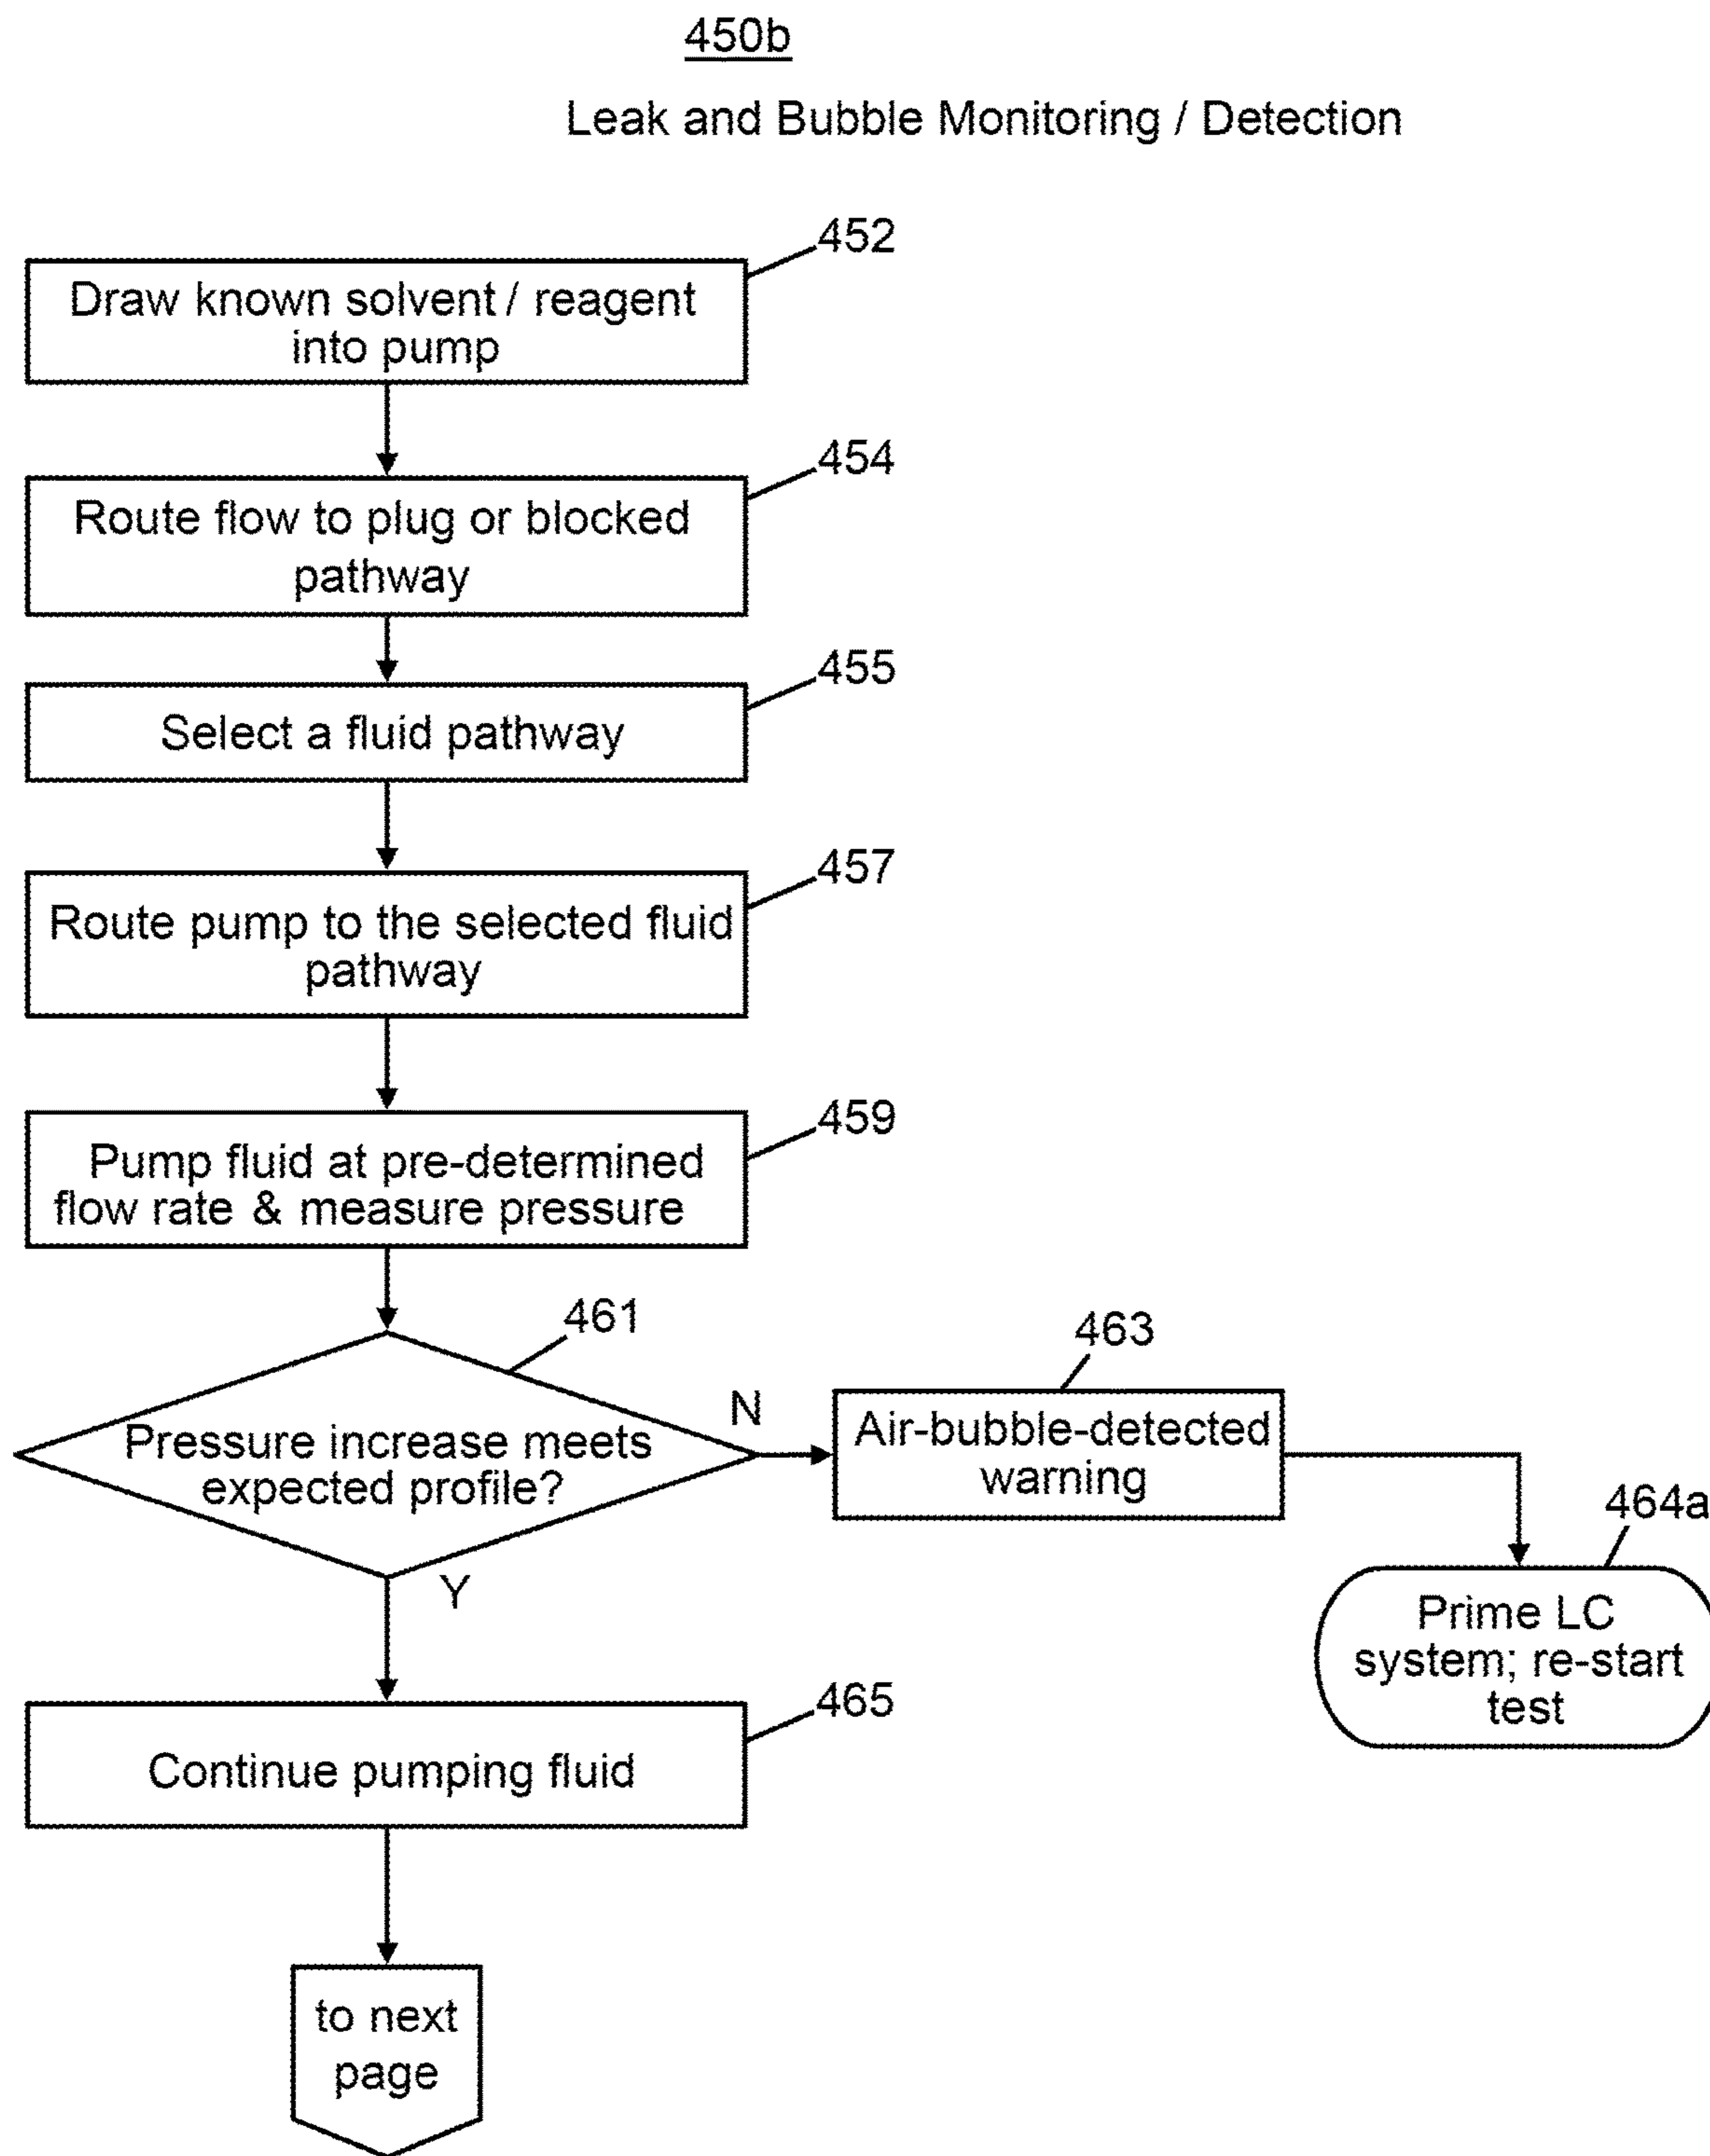 450b
Leak and Bubble Monitoring / Detection
452
Draw known solvent / reagent
into pump
454
Route flow to plug or blocked
pathway
455
Select a fluid pathway
457
Route pump to the selected fluid
pathway
459
Pump fluid at pre-determined
flow rate & measure pressure
461
Pressure increase meets
expected profile?
N
463
Air-bubble-detected
warning
464a
Prime LC
system; re-start
test
Y
465
Continue pumping fluid
to next
page